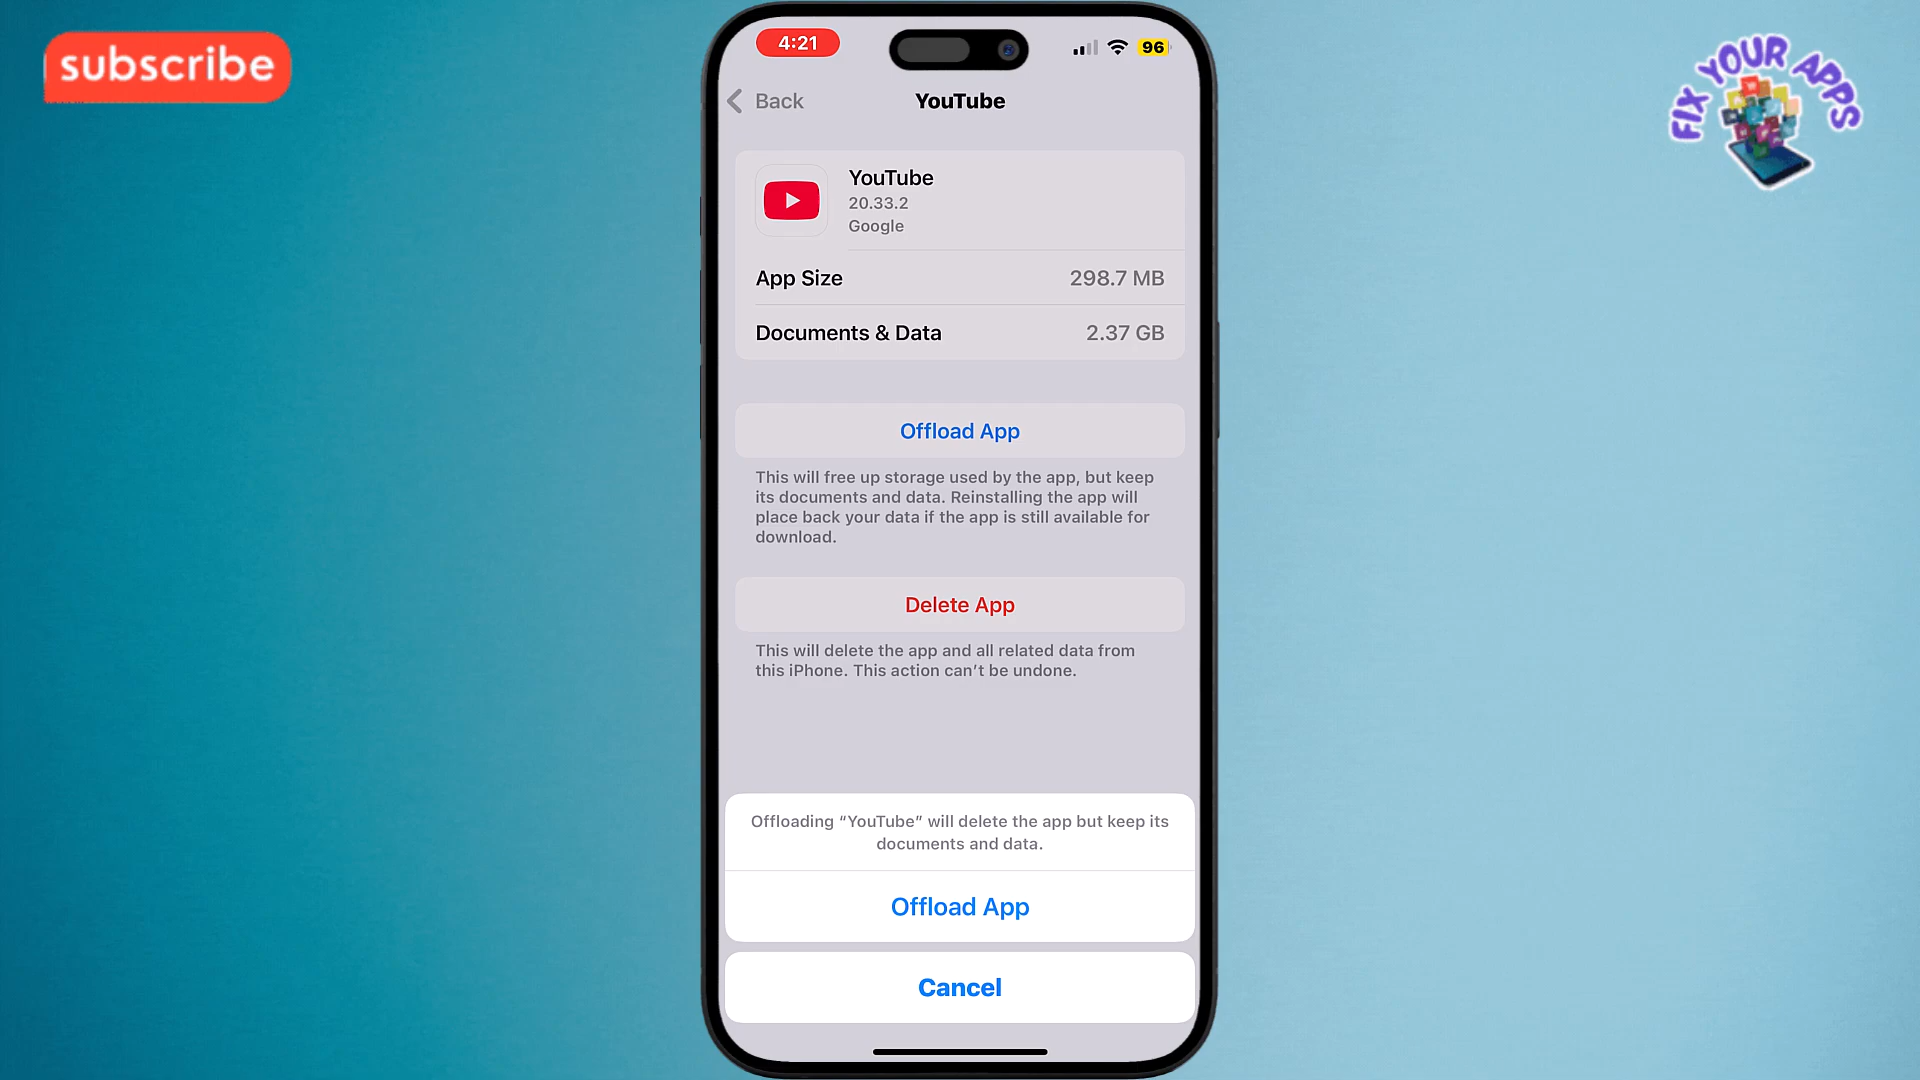 subscribe
FIX YOUR APPS
4:21
96
Back
YouTube
YouTube
20.33.2
Google
App Size
298.7 MB
Documents & Data
2.37 GB
Offload App
This will free up storage used by the app, but keep
its documents and data. Reinstalling the app will
place back your data if the app is still available for
download.
Delete App
This will delete the app and all related data from
this iPhone. This action can’t be undone.
Offloading “YouTube” will delete the app but keep its
documents and data.
Offload App
Cancel